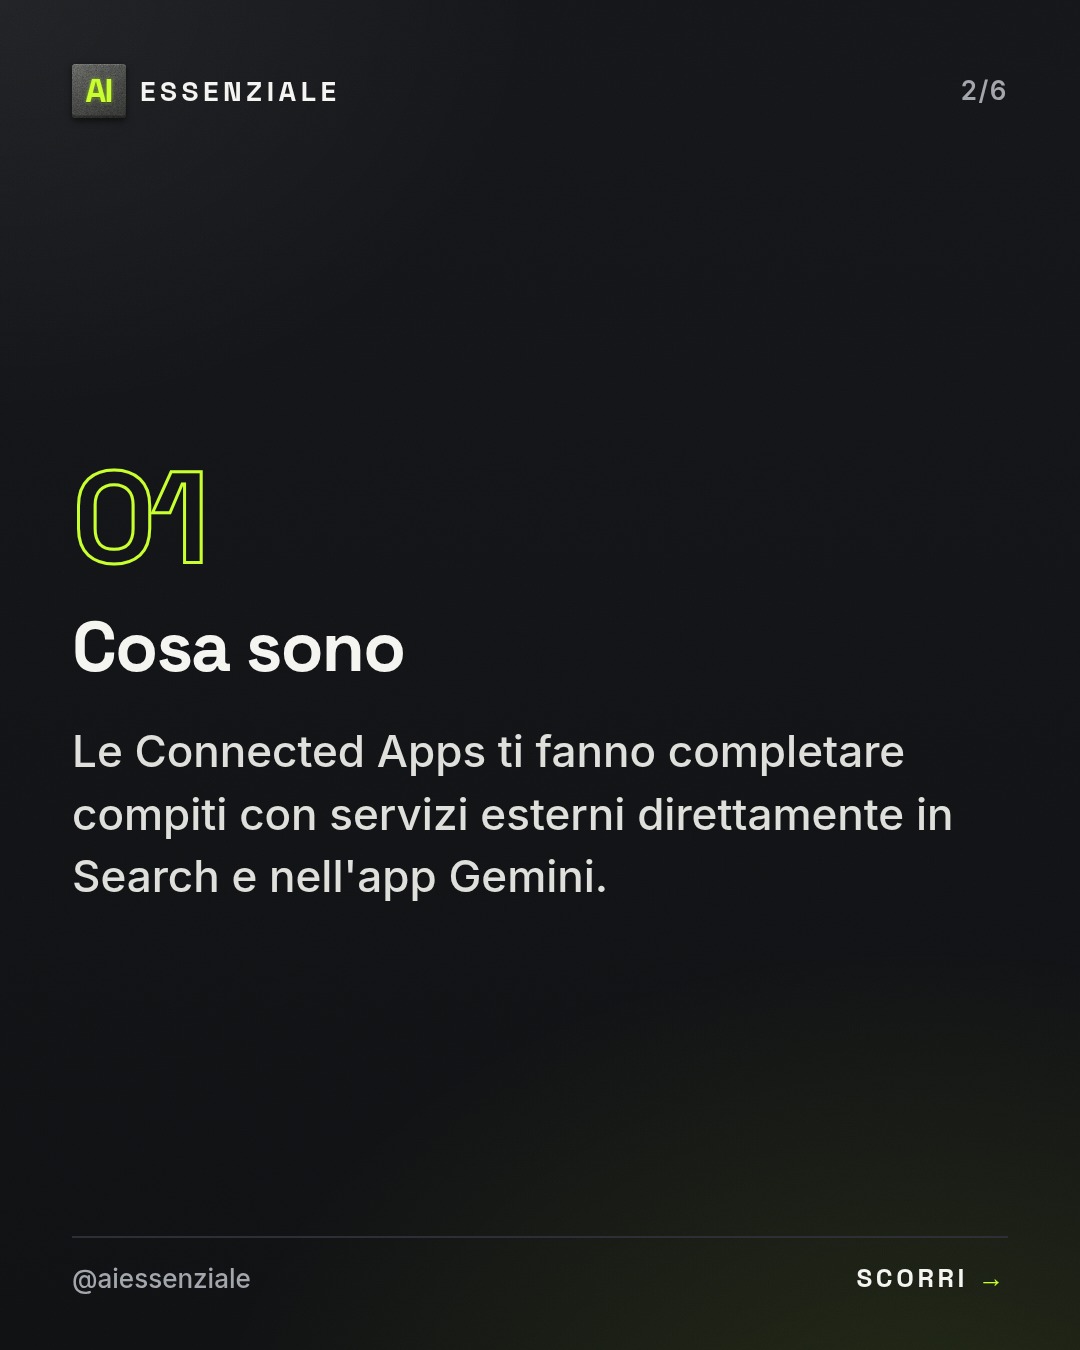 AI ESSENZIALE
2/6
01
Cosa sono
Le Connected Apps ti fanno completare
compiti con servizi esterni direttamente in
Search e nell'app Gemini.
@aiessenziale
SCORRI →